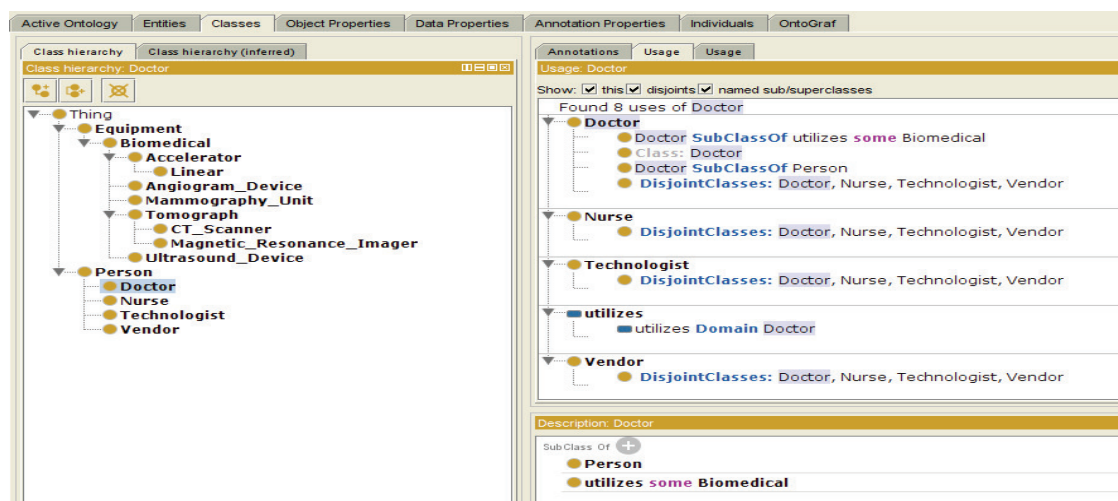 Active Ontology Entities Classes Object Properties Data Properties Annotation Properties Individuals OntoGraf
Class hierarchy Class hierarchy (inferred)
Class hierarchy: Doctor
Thing
Equipment
Biomedical
Accelerator
Linear
Angiogram_Device
Mammography_Unit
Tomograph
CT_Scanner
Magnetic_Resonance_Imager
Ultrasound_Device
Person
Doctor
Nurse
Technologist
Vendor
Annotations Usage Usage
Usage: Doctor
Show: this disjoints named sub/superclasses
Found 8 uses of Doctor
Doctor
Doctor SubClassOf utilizes some Biomedical
Class: Doctor
Doctor SubClassOf Person
DisjointClasses: Doctor, Nurse, Technologist, Vendor
Nurse
DisjointClasses: Doctor, Nurse, Technologist, Vendor
Technologist
DisjointClasses: Doctor, Nurse, Technologist, Vendor
utilizes
utilizes Domain Doctor
Vendor
DisjointClasses: Doctor, Nurse, Technologist, Vendor
Description: Doctor
SubClass Of
Person
utilizes some Biomedical